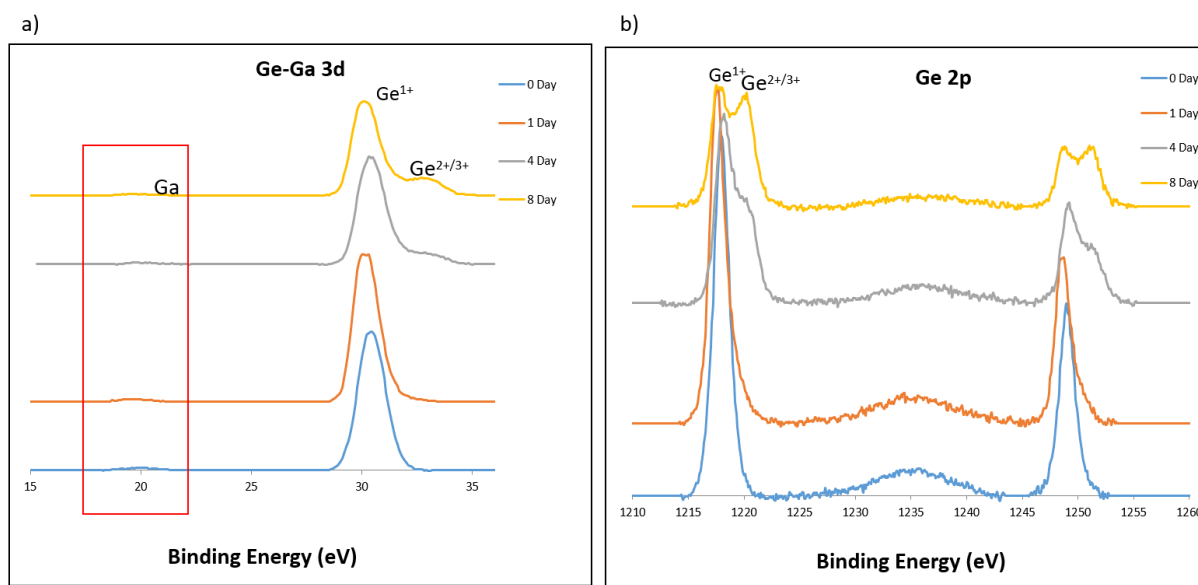 a)
Ge-Ga 3d
Ge1+
Ge2+/3+
Ga
0 Day
1 Day
4 Day
8 Day
15 20 25 30 35
Binding Energy (eV)
b)
Ge 2p
Ge1+
Ge2+/3+
0 Day
1 Day
4 Day
8 Day
1210 1215 1220 1225 1230 1235 1240 1245 1250 1255 1260
Binding Energy (eV)